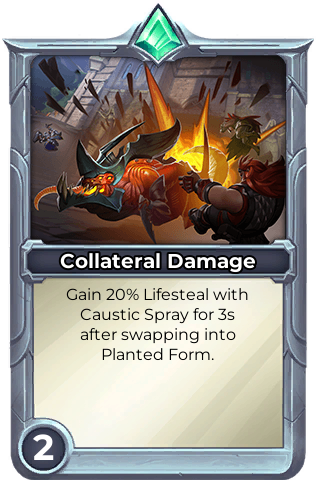 Collateral Damage
Gain 20% Lifesteal with
Caustic Spray for 3s
after swapping into
Planted Form.
2